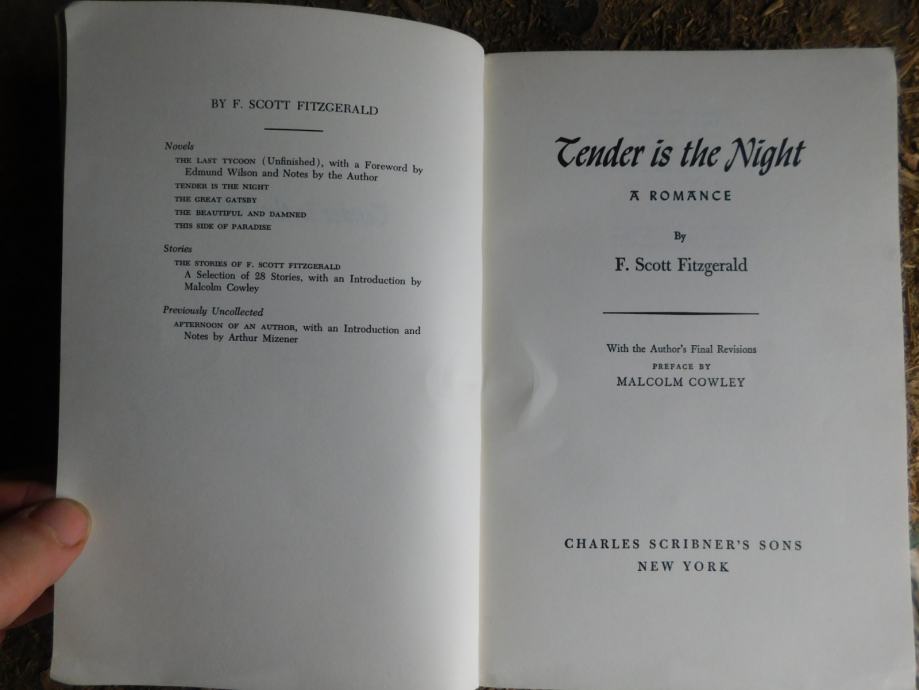 BY F. SCOTT FITZGERALD
Novels
THE LAST TYCOON (Unfinished), with a Foreword by
Edmund Wilson and Notes by the Author
TENDER IS THE NIGHT
THE GREAT GATSBY
THE BEAUTIFUL AND DAMNED
THIS SIDE OF PARADISE
Stories
THE STORIES OF F. SCOTT FITZGERALD
A Selection of 28 Stories, with an Introduction by
Malcolm Cowley
Previously Uncollected
AFTERNOON OF AN AUTHOR, with an Introduction and
Notes by Arthur Mizener
Tender is the Night
A ROMANCE
By
F. Scott Fitzgerald
With the Author's Final Revisions
PREFACE BY
MALCOLM COWLEY
CHARLES SCRIBNER'S SONS
NEW YORK